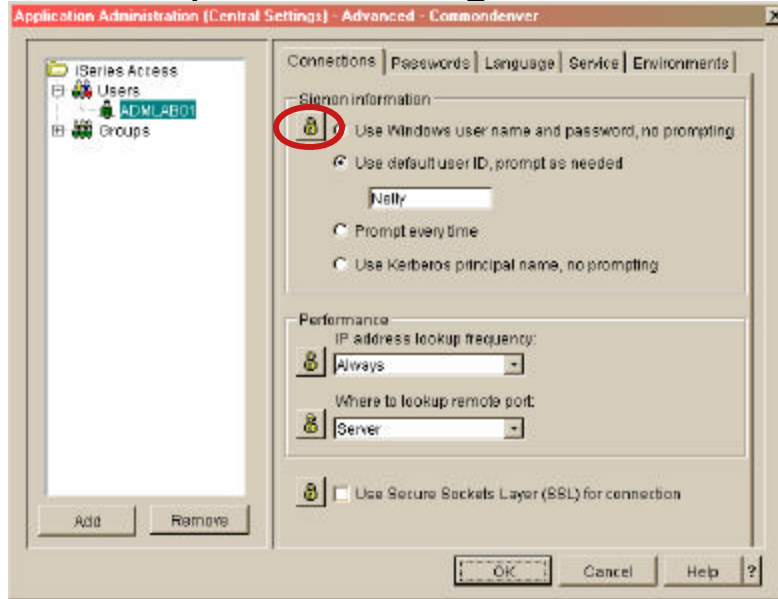 Application Administration (Central Settings) - Advanced - Commondenver
iSeries Access
Users
ADMLAB01
Groups
Add
Remove
Connections
Passwords
Language
Service
Environments
Signon information
Use Windows user name and password, no prompting
Use default user ID, prompt as needed
Nelly
Prompt every time
Use Kerberos principal name, no prompting
Performance
IP address lookup frequency:
Always
Where to lookup remote port:
Server
Use Secure Sockets Layer (SSL) for connection
OK
Cancel
Help
?